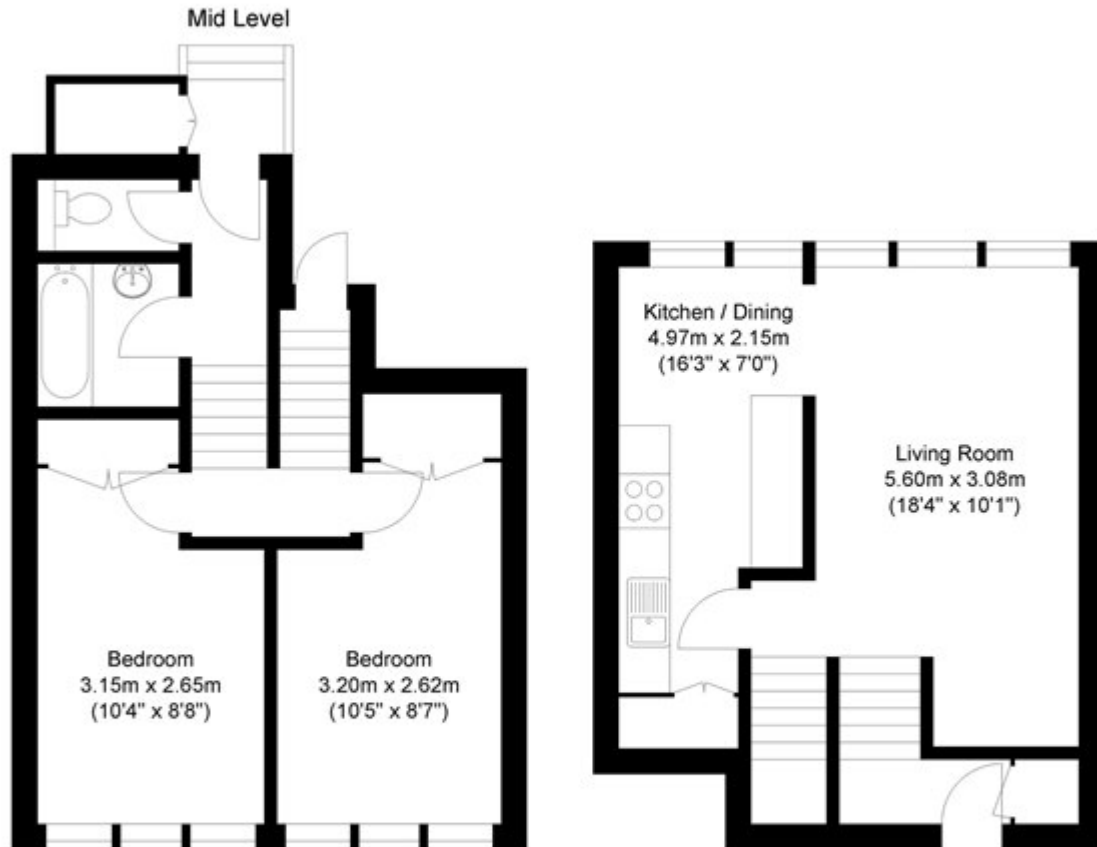 Mid Level
Kitchen / Dining
4.97m x 2.15m
(16'3" x 7'0")
Living Room
5.60m x 3.08m
(18'4" x 10'1")
Bedroom
3.15m x 2.65m
(10'4" x 8'8")
Bedroom
3.20m x 2.62m
(10'5" x 8'7")